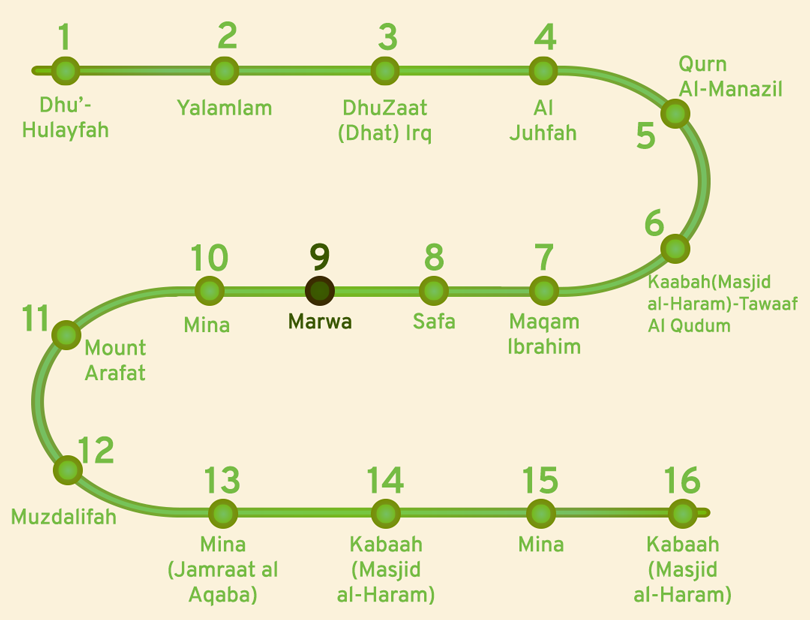 1
Dhu'-
Hulayfah
2
Yalamlam
3
DhuZaat
(Dhat) Irq
4
Al
Juhfah
Qurn
Al-Manazil
5
6
Kaabah(Masjid
al-Haram)-Tawaaf
Al Qudum
7
Maqam
Ibrahim
8
Safa
9
Marwa
10
Mina
11
Mount
Arafat
12
Muzdalifah
13
Mina
(Jamraat al
Aqaba)
14
Kabaah
(Masjid
al-Haram)
15
Mina
16
Kabaah
(Masjid
al-Haram)